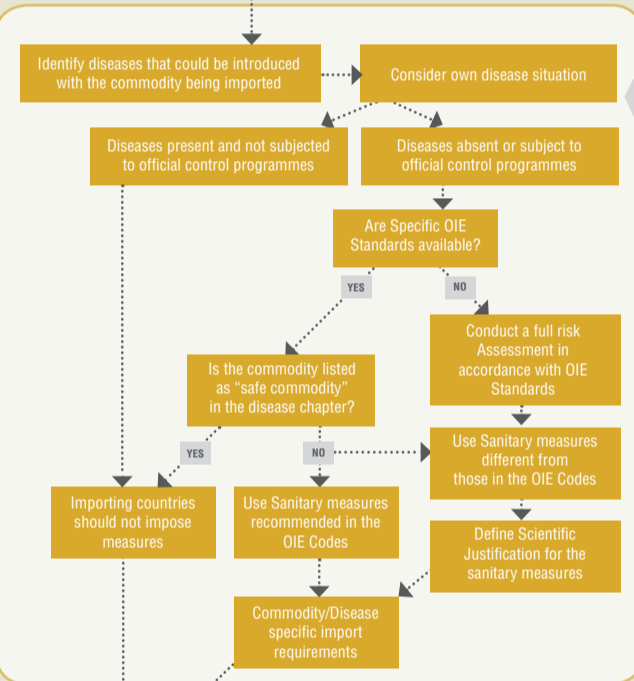 Identify diseases that could be introduced
with the commodity being imported
Consider own disease situation
Diseases present and not subjected
to official control programmes
Diseases absent or subject to
official control programmes
Are Specific OIE
Standards available?
YES
NO
Conduct a full risk
Assessment in
accordance with OIE
Standards
Is the commodity listed
as “safe commodity”
in the disease chapter?
YES
NO
Use Sanitary measures
different from
those in the OIE Codes
Importing countries
should not impose
measures
Use Sanitary measures
recommended in the
OIE Codes
Define Scientific
Justification for the
sanitary measures
Commodity/Disease
specific import
requirements